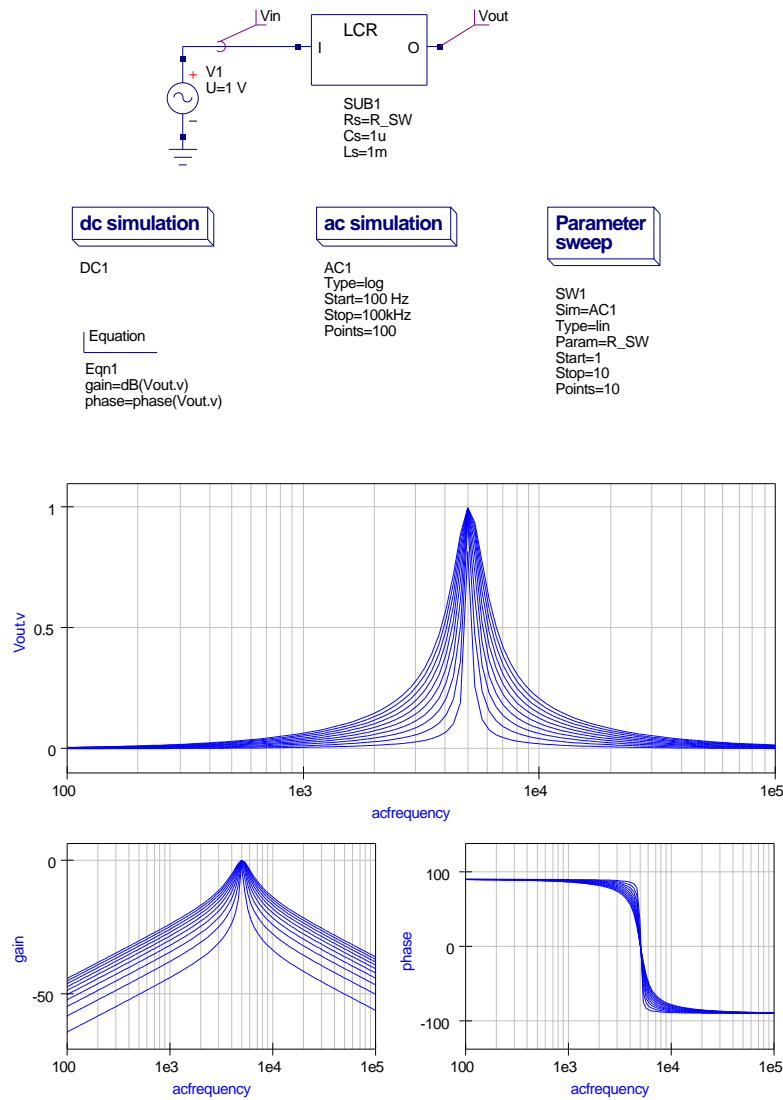 Vin
Vout
LCR
I
O
+
V1
U=1 V
–
SUB1
Rs=R_SW
Cs=1u
Ls=1m
dc simulation
DC1
ac simulation
AC1
Type=log
Start=100 Hz
Stop=100kHz
Points=100
Parameter
sweep
SW1
Sim=AC1
Type=lin
Param=R_SW
Start=1
Stop=10
Points=10
Equation
Eqn1
gain=dB(Vout.v)
phase=phase(Vout.v)
1
0.5
0
Vout.v
100
1e3
1e4
1e5
acfrequency
0
-50
gain
100
1e3
1e4
1e5
acfrequency
100
0
-100
phase
100
1e3
1e4
1e5
acfrequency